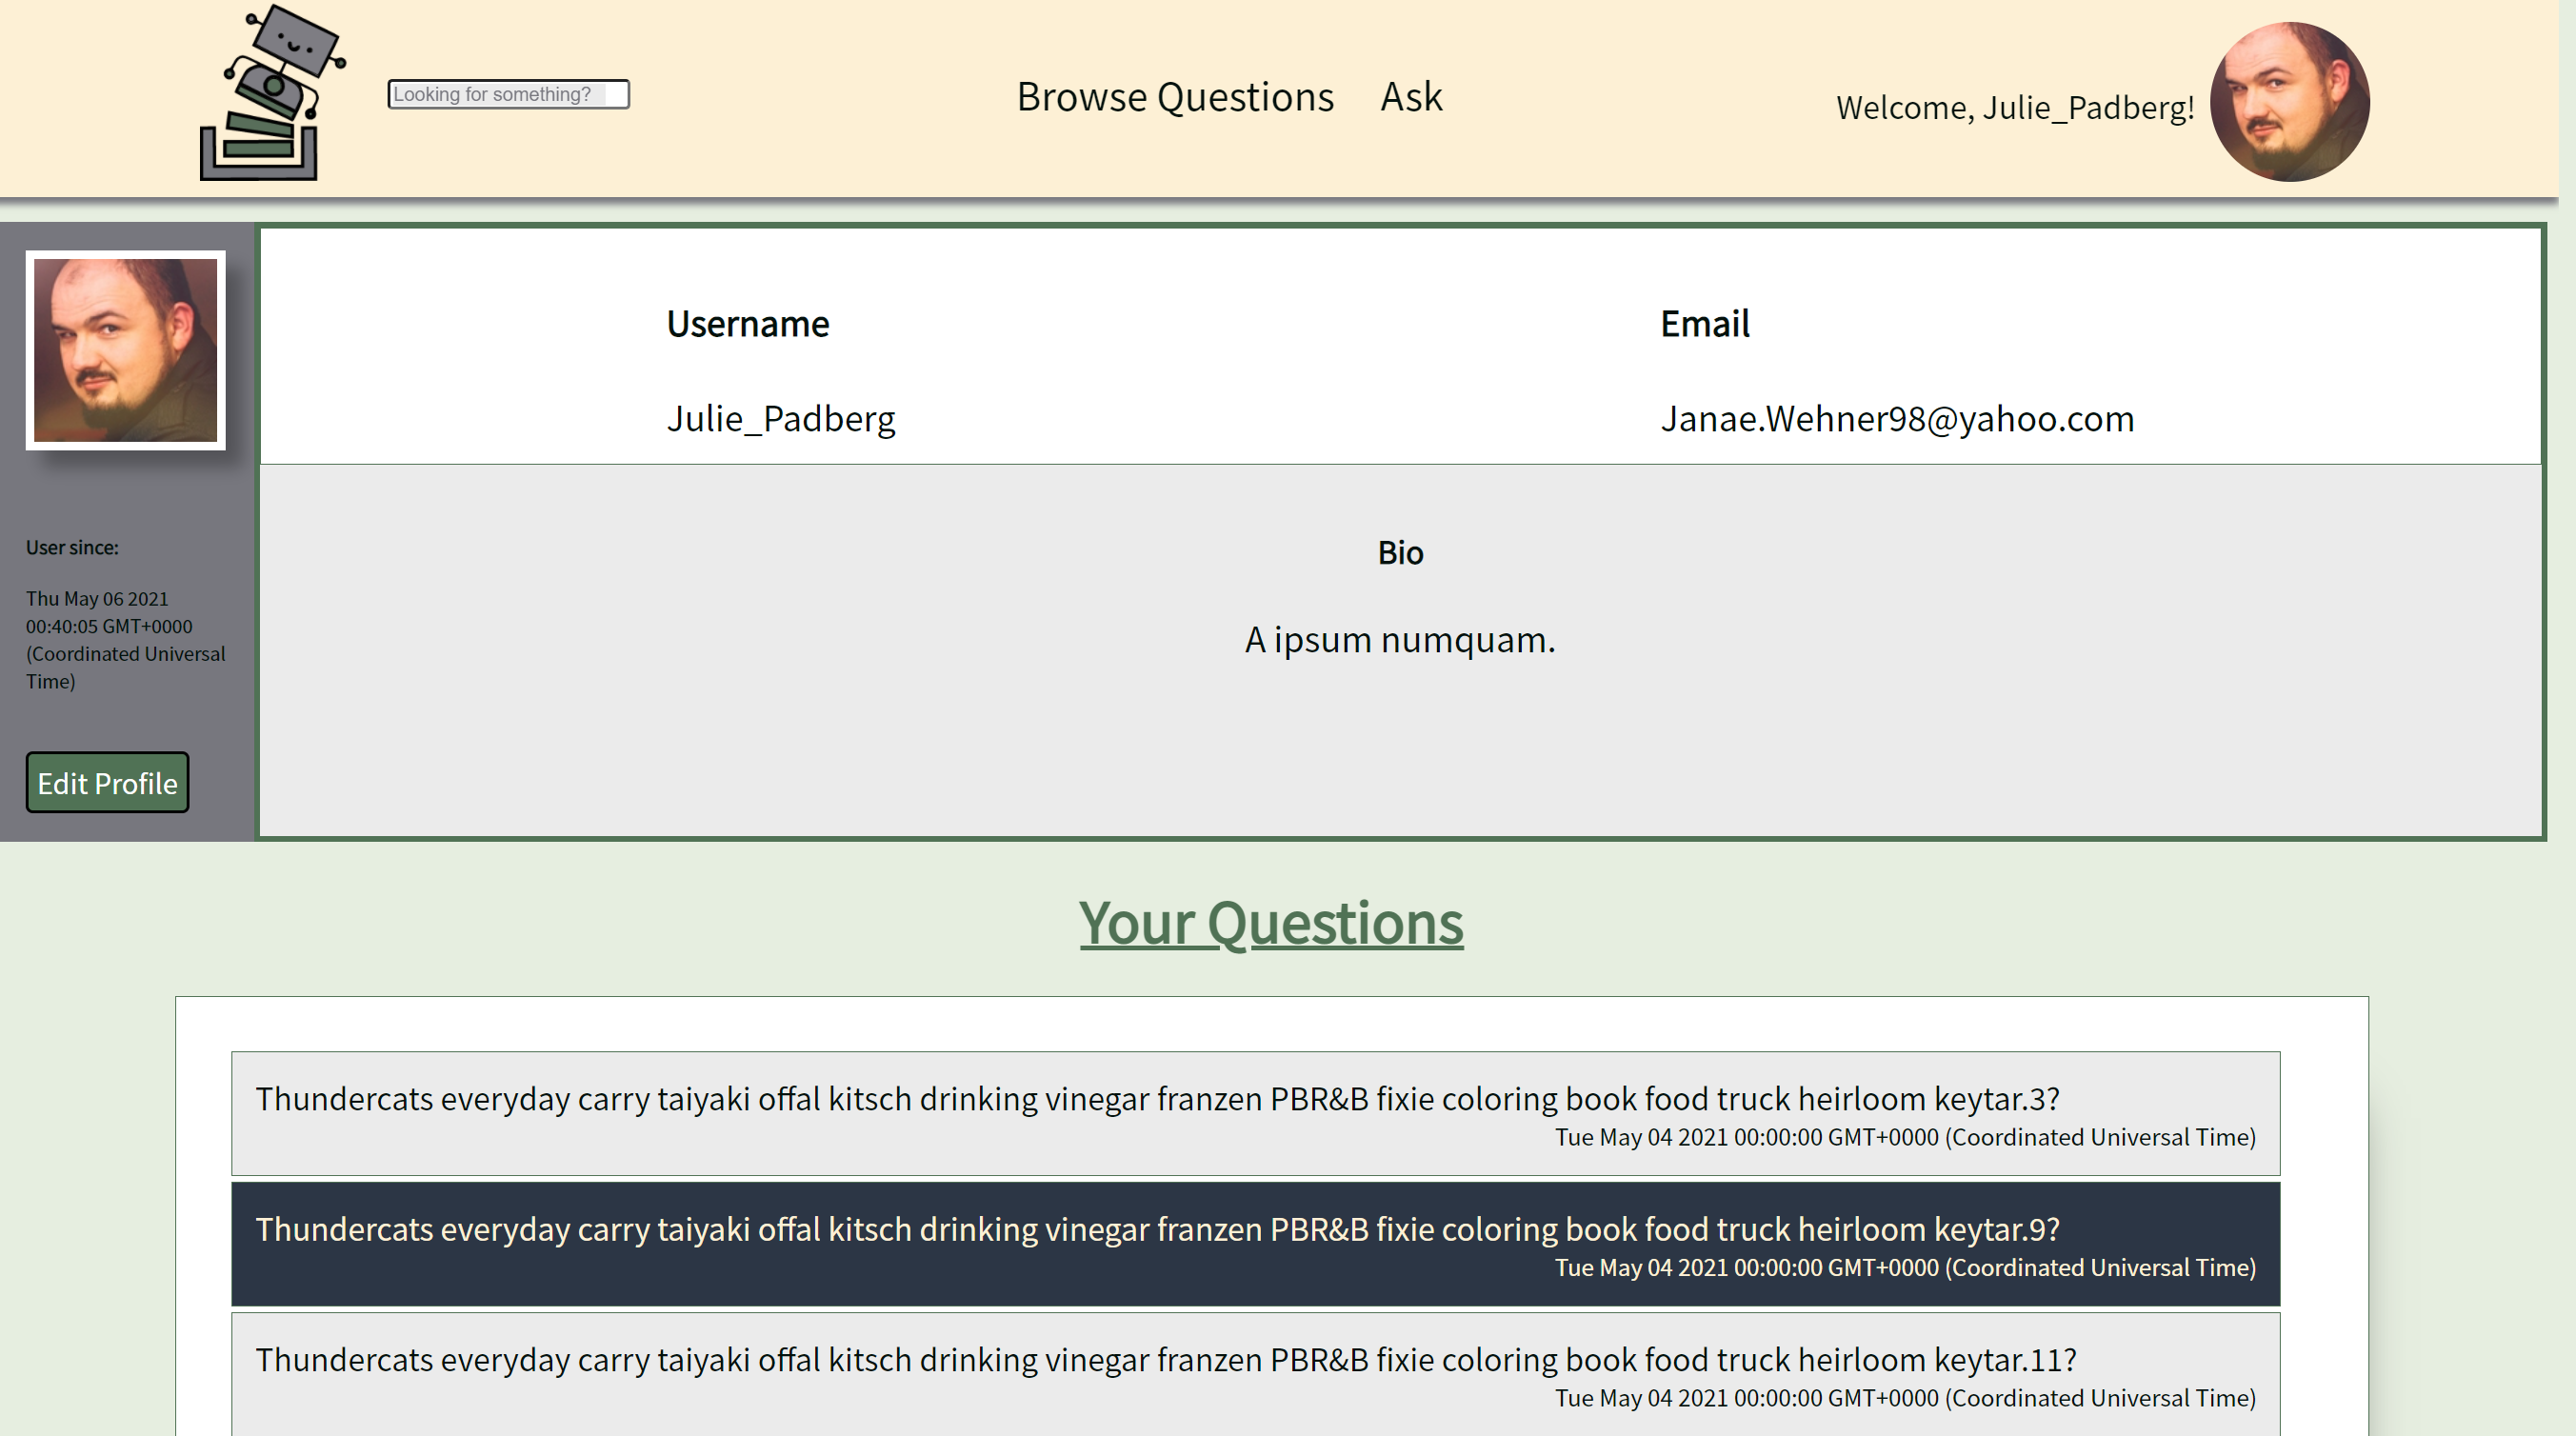 Looking for something?
Browse Questions
Ask
Welcome, Julie_Padberg!
Username
Email
Julie_Padberg
Janae.Wehner98@yahoo.com
User since:
Thu May 06 2021
00:40:05 GMT+0000
(Coordinated Universal
Time)
Edit Profile
Bio
A ipsum numquam.
Your Questions
Thundercats everyday carry taiyaki offal kitsch drinking vinegar franzen PBR&B fixie coloring book food truck heirloom keytar.3?
Tue May 04 2021 00:00:00 GMT+0000 (Coordinated Universal Time)
Thundercats everyday carry taiyaki offal kitsch drinking vinegar franzen PBR&B fixie coloring book food truck heirloom keytar.9?
Tue May 04 2021 00:00:00 GMT+0000 (Coordinated Universal Time)
Thundercats everyday carry taiyaki offal kitsch drinking vinegar franzen PBR&B fixie coloring book food truck heirloom keytar.11?
Tue May 04 2021 00:00:00 GMT+0000 (Coordinated Universal Time)